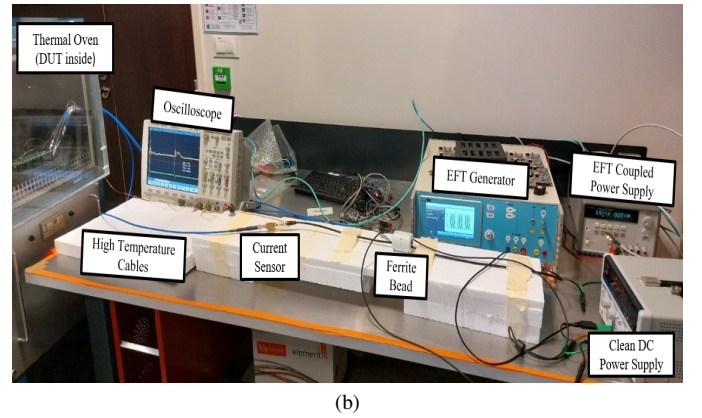 Thermal Oven
(DUT inside)
Oscilloscope
EFT Generator
EFT Coupled
Power Supply
High Temperature
Cables
Current
Sensor
Ferrite
Bead
Clean DC
Power Supply
element14
(b)